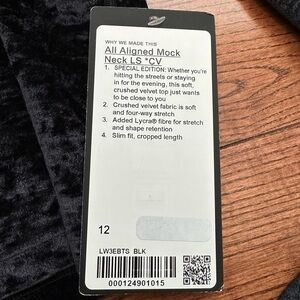 WHY WE MADE THIS
All Aligned Mock
Neck LS *CV
1. SPECIAL EDITION: Whether you're
hitting the streets or staying
in for the evening, this soft,
crushed velvet top just wants
to be close to you
2. Crushed velvet fabric is soft
and four-way stretch
3. Added Lycra® fibre for stretch
and shape retention
4. Slim fit, cropped length
12
LW3EBTS BLK
000124901015